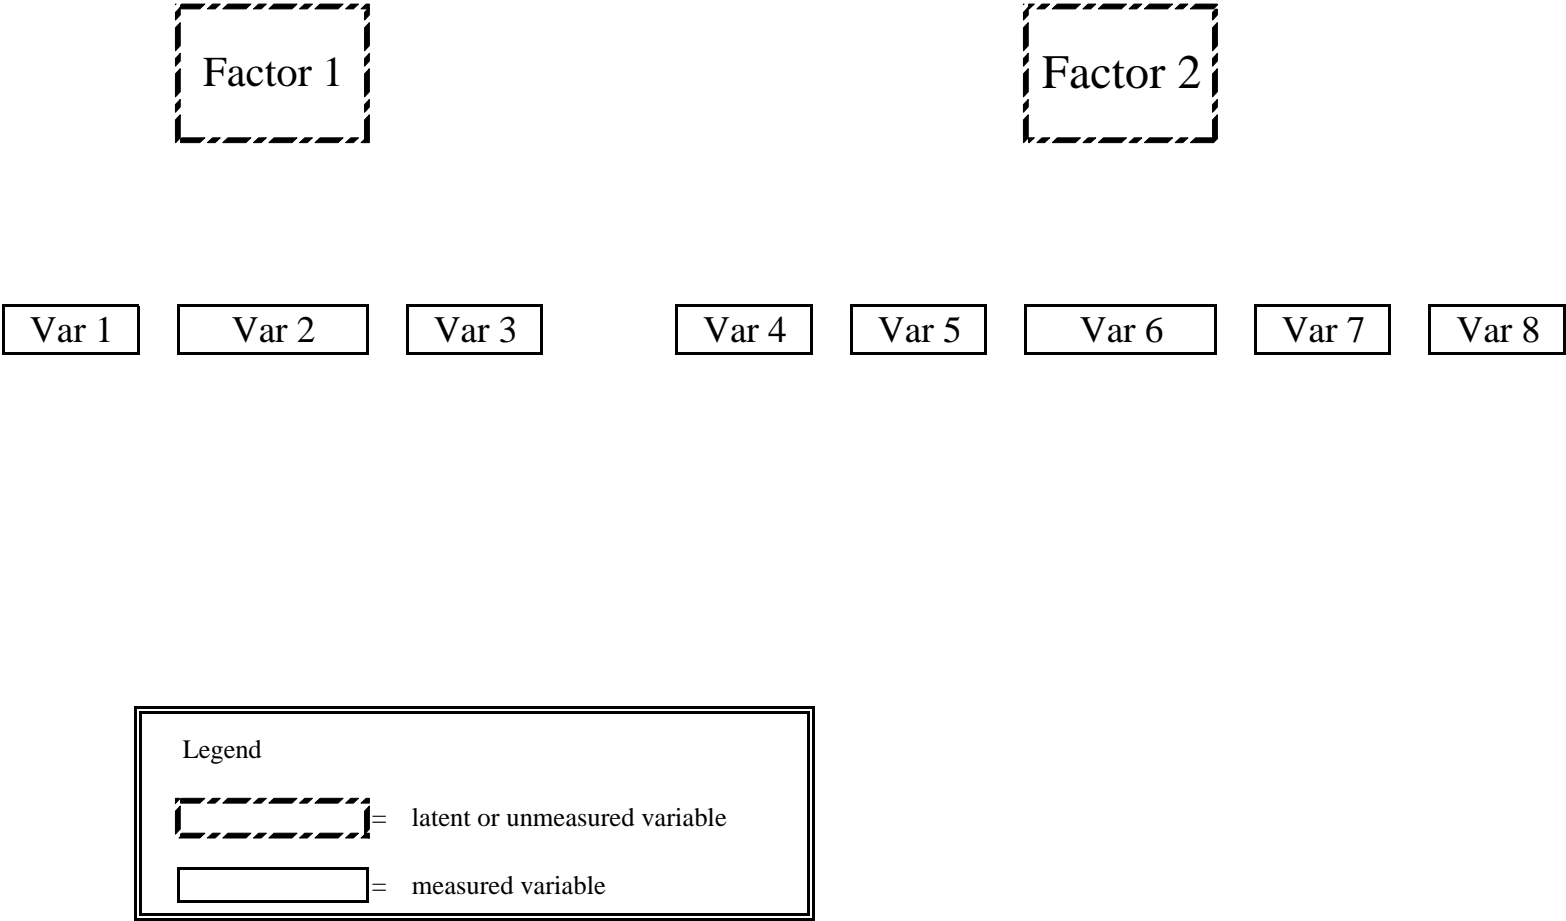 Factor 1
Factor 2
Var 1 Var 2 Var 3 Var 4 Var 5 Var 6 Var 7 Var 8
Legend
= latent or unmeasured variable
= measured variable